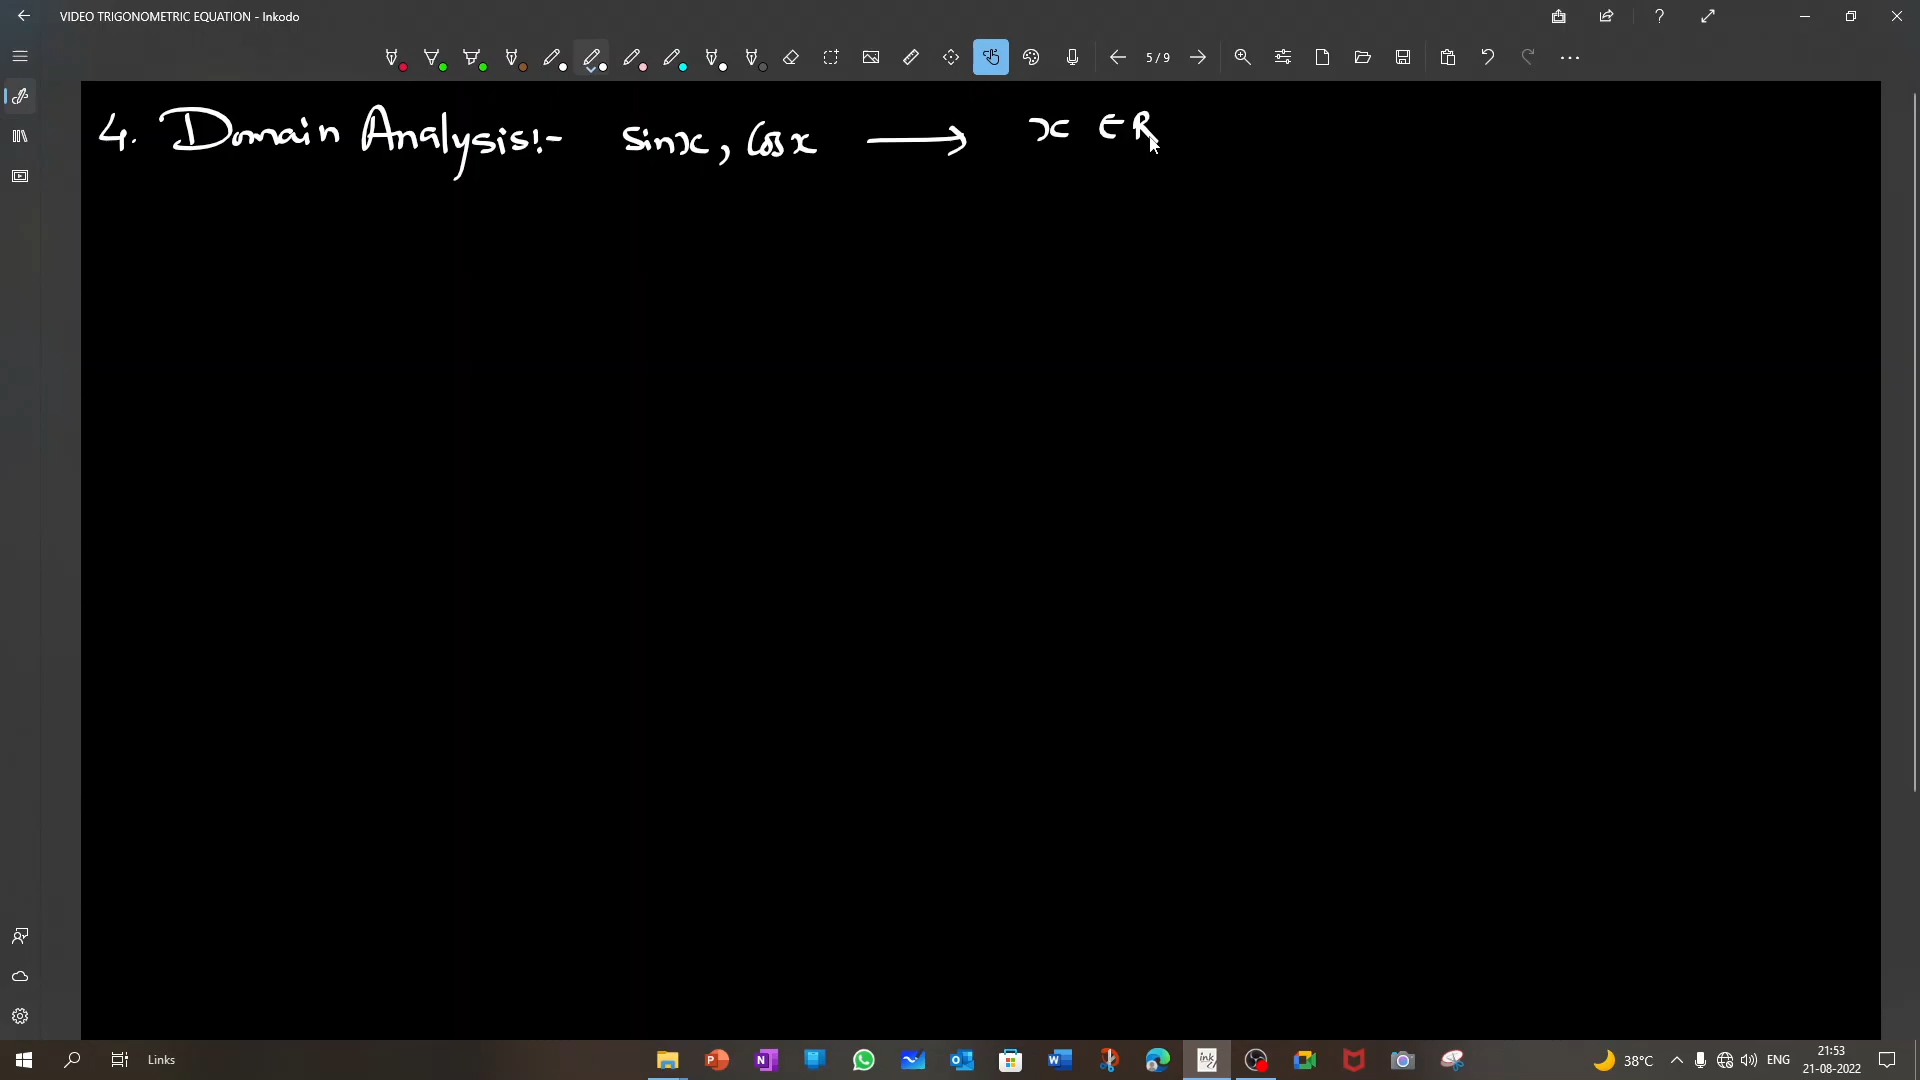 VIDEO TRIGONOMETRIC EQUATION - Inkodo
5 / 9
4. Domain Analysis:- sinx, cosx ⟶ x ∈ R
Links
38°C
ENG
21:53
21-08-2022